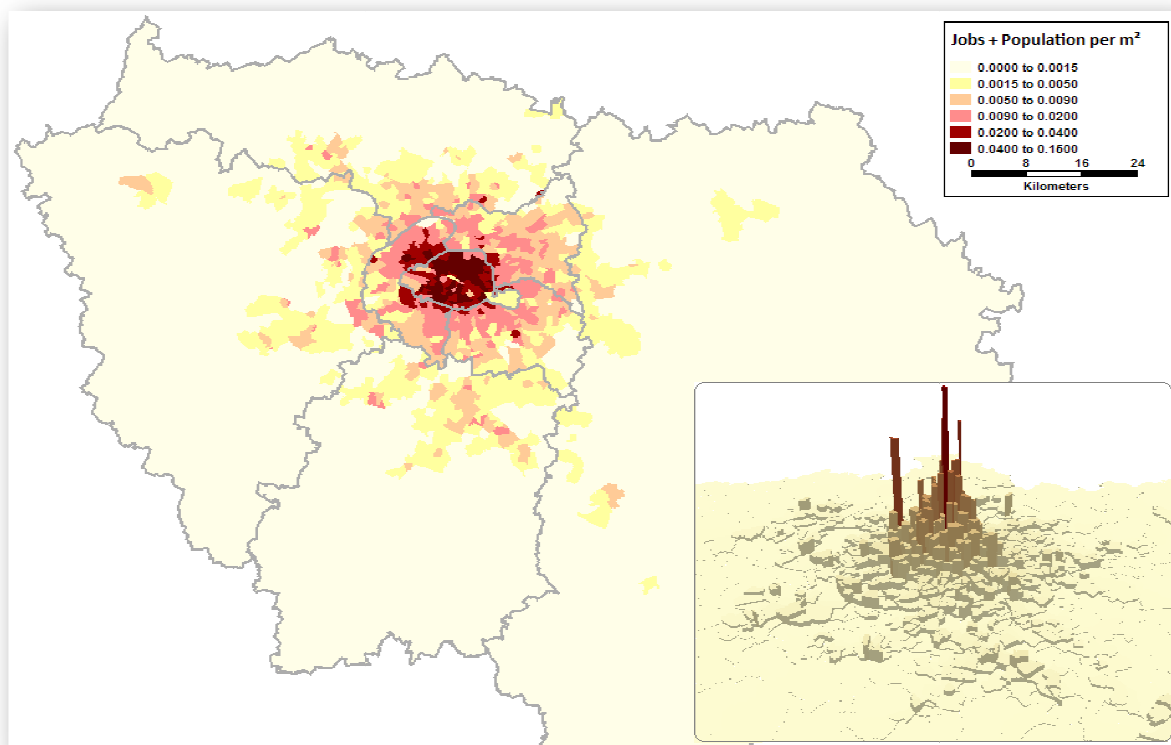 Jobs + Population per m²
0.0000 to 0.0015
0.0015 to 0.0050
0.0050 to 0.0090
0.0090 to 0.0200
0.0200 to 0.0400
0.0400 to 0.1600
0 8 16 24
Kilometers